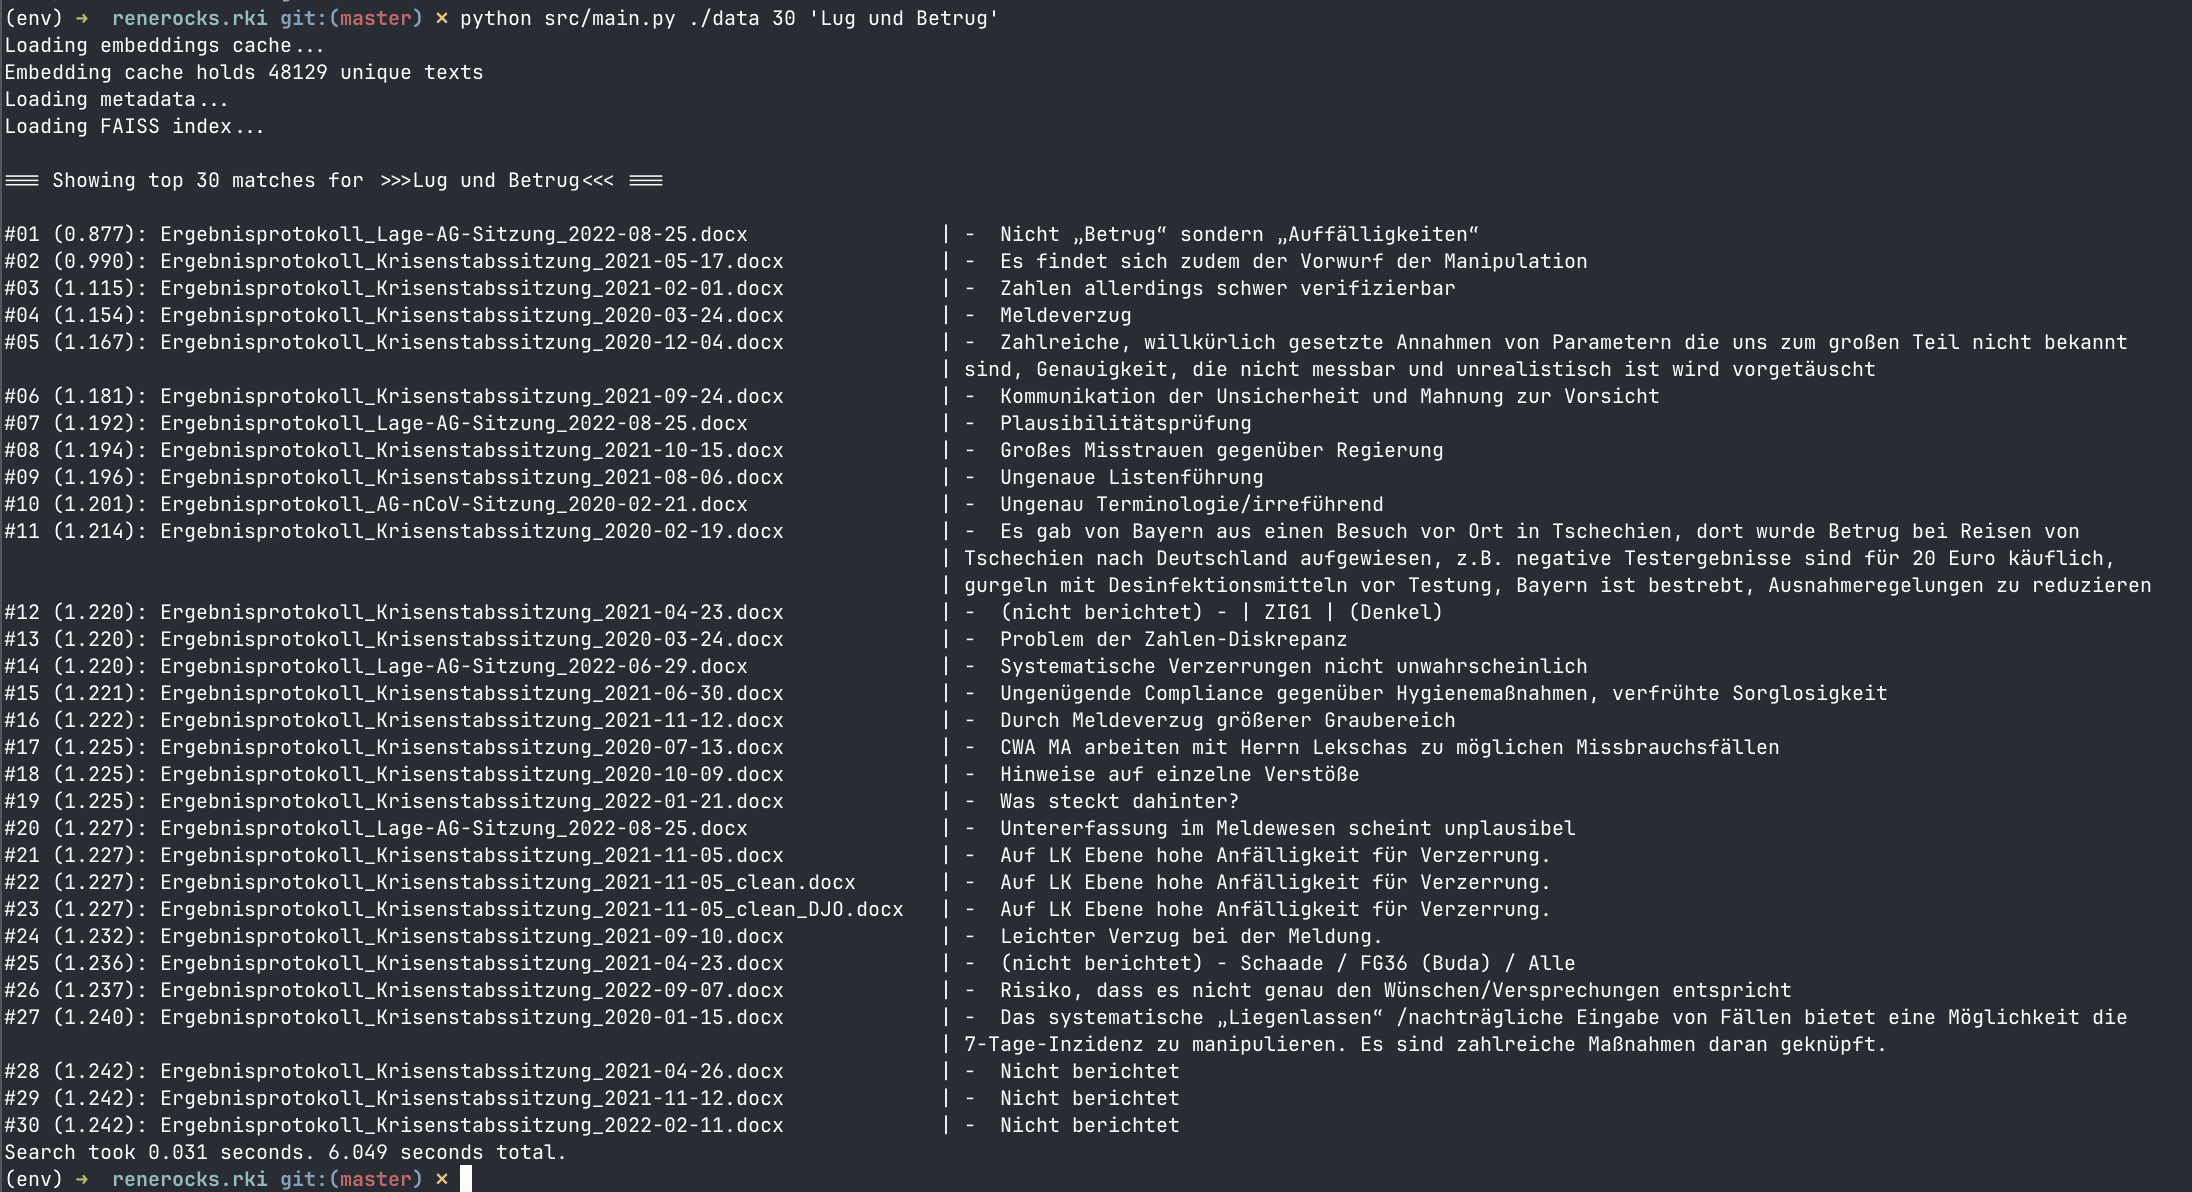 (env) → renerocks.rki git:(master) × python src/main.py ./data 30 'Lug und Betrug'
Loading embeddings cache...
Embedding cache holds 48129 unique texts
Loading metadata...
Loading FAISS index...
=== Showing top 30 matches for >>>Lug und Betrug<<< ===
#01 (0.877): Ergebnisprotokoll_Lage-AG-Sitzung_2022-08-25.docx | - Nicht „Betrug“ sondern „Auffälligkeiten“
#02 (0.990): Ergebnisprotokoll_Krisenstabssitzung_2021-05-17.docx | - Es findet sich zudem der Vorwurf der Manipulation
#03 (1.115): Ergebnisprotokoll_Krisenstabssitzung_2021-02-01.docx | - Zahlen allerdings schwer verifizierbar
#04 (1.154): Ergebnisprotokoll_Krisenstabssitzung_2020-03-24.docx | - Meldeverzug
#05 (1.167): Ergebnisprotokoll_Krisenstabssitzung_2020-12-04.docx | - Zahlreiche, willkürlich gesetzte Annahmen von Parametern die uns zum großen Teil nicht bekannt
| sind, Genauigkeit, die nicht messbar und unrealistisch ist wird vorgetäuscht
#06 (1.181): Ergebnisprotokoll_Krisenstabssitzung_2021-09-24.docx | - Kommunikation der Unsicherheit und Mahnung zur Vorsicht
#07 (1.192): Ergebnisprotokoll_Lage-AG-Sitzung_2022-08-25.docx | - Plausibilitätsprüfung
#08 (1.194): Ergebnisprotokoll_Krisenstabssitzung_2021-10-15.docx | - Großes Misstrauen gegenüber Regierung
#09 (1.196): Ergebnisprotokoll_Krisenstabssitzung_2021-08-06.docx | - Ungenaue Listenführung
#10 (1.201): Ergebnisprotokoll_AG-nCoV-Sitzung_2020-02-21.docx | - Ungenau Terminologie/irreführend
#11 (1.214): Ergebnisprotokoll_Krisenstabssitzung_2020-02-19.docx | - Es gab von Bayern aus einen Besuch vor Ort in Tschechien, dort wurde Betrug bei Reisen von
| Tschechien nach Deutschland aufgewiesen, z.B. negative Testergebnisse sind für 20 Euro käuflich,
| gurgeln mit Desinfektionsmitteln vor Testung, Bayern ist bestrebt, Ausnahmeregelungen zu reduzieren
#12 (1.220): Ergebnisprotokoll_Krisenstabssitzung_2021-04-23.docx | - (nicht berichtet) - | ZIG1 | (Denkel)
#13 (1.220): Ergebnisprotokoll_Krisenstabssitzung_2020-03-24.docx | - Problem der Zahlen-Diskrepanz
#14 (1.220): Ergebnisprotokoll_Lage-AG-Sitzung_2022-06-29.docx | - Systematische Verzerrungen nicht unwahrscheinlich
#15 (1.221): Ergebnisprotokoll_Krisenstabssitzung_2021-06-30.docx | - Ungenügende Compliance gegenüber Hygienemaßnahmen, verfrühte Sorglosigkeit
#16 (1.222): Ergebnisprotokoll_Krisenstabssitzung_2021-11-12.docx | - Durch Meldeverzug größerer Graubereich
#17 (1.225): Ergebnisprotokoll_Krisenstabssitzung_2020-07-13.docx | - CWA MA arbeiten mit Herrn Lekschas zu möglichen Missbrauchsfällen
#18 (1.225): Ergebnisprotokoll_Krisenstabssitzung_2020-10-09.docx | - Hinweise auf einzelne Verstöße
#19 (1.225): Ergebnisprotokoll_Krisenstabssitzung_2022-01-21.docx | - Was steckt dahinter?
#20 (1.227): Ergebnisprotokoll_Lage-AG-Sitzung_2022-08-25.docx | - Untererfassung im Meldewesen scheint unplausibel
#21 (1.227): Ergebnisprotokoll_Krisenstabssitzung_2021-11-05.docx | - Auf LK Ebene hohe Anfälligkeit für Verzerrung.
#22 (1.227): Ergebnisprotokoll_Krisenstabssitzung_2021-11-05_clean.docx | - Auf LK Ebene hohe Anfälligkeit für Verzerrung.
#23 (1.227): Ergebnisprotokoll_Krisenstabssitzung_2021-11-05_clean_DJO.docx | - Auf LK Ebene hohe Anfälligkeit für Verzerrung.
#24 (1.232): Ergebnisprotokoll_Krisenstabssitzung_2021-09-10.docx | - Leichter Verzug bei der Meldung.
#25 (1.236): Ergebnisprotokoll_Krisenstabssitzung_2021-04-23.docx | - (nicht berichtet) - Schaade / FG36 (Buda) / Alle
#26 (1.237): Ergebnisprotokoll_Krisenstabssitzung_2022-09-07.docx | - Risiko, dass es nicht genau den Wünschen/Versprechungen entspricht
#27 (1.240): Ergebnisprotokoll_Krisenstabssitzung_2020-01-15.docx | - Das systematische „Liegenlassen“ /nachträgliche Eingabe von Fällen bietet eine Möglichkeit die
| 7-Tage-Inzidenz zu manipulieren. Es sind zahlreiche Maßnahmen daran geknüpft.
#28 (1.242): Ergebnisprotokoll_Krisenstabssitzung_2021-04-26.docx | - Nicht berichtet
#29 (1.242): Ergebnisprotokoll_Krisenstabssitzung_2021-11-12.docx | - Nicht berichtet
#30 (1.242): Ergebnisprotokoll_Krisenstabssitzung_2022-02-11.docx | - Nicht berichtet
Search took 0.031 seconds. 6.049 seconds total.
(env) → renerocks.rki git:(master) ×